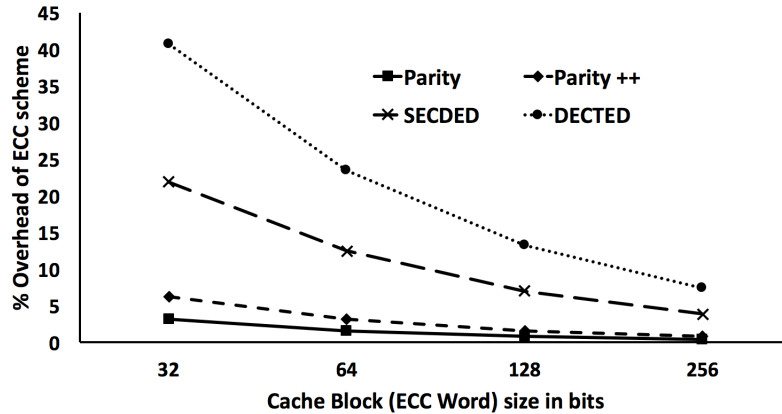 % Overhead of ECC scheme
45
40
35
30
25
20
15
10
5
0
Parity
Parity ++
SECDED
DECTED
32
64
128
256
Cache Block (ECC Word) size in bits